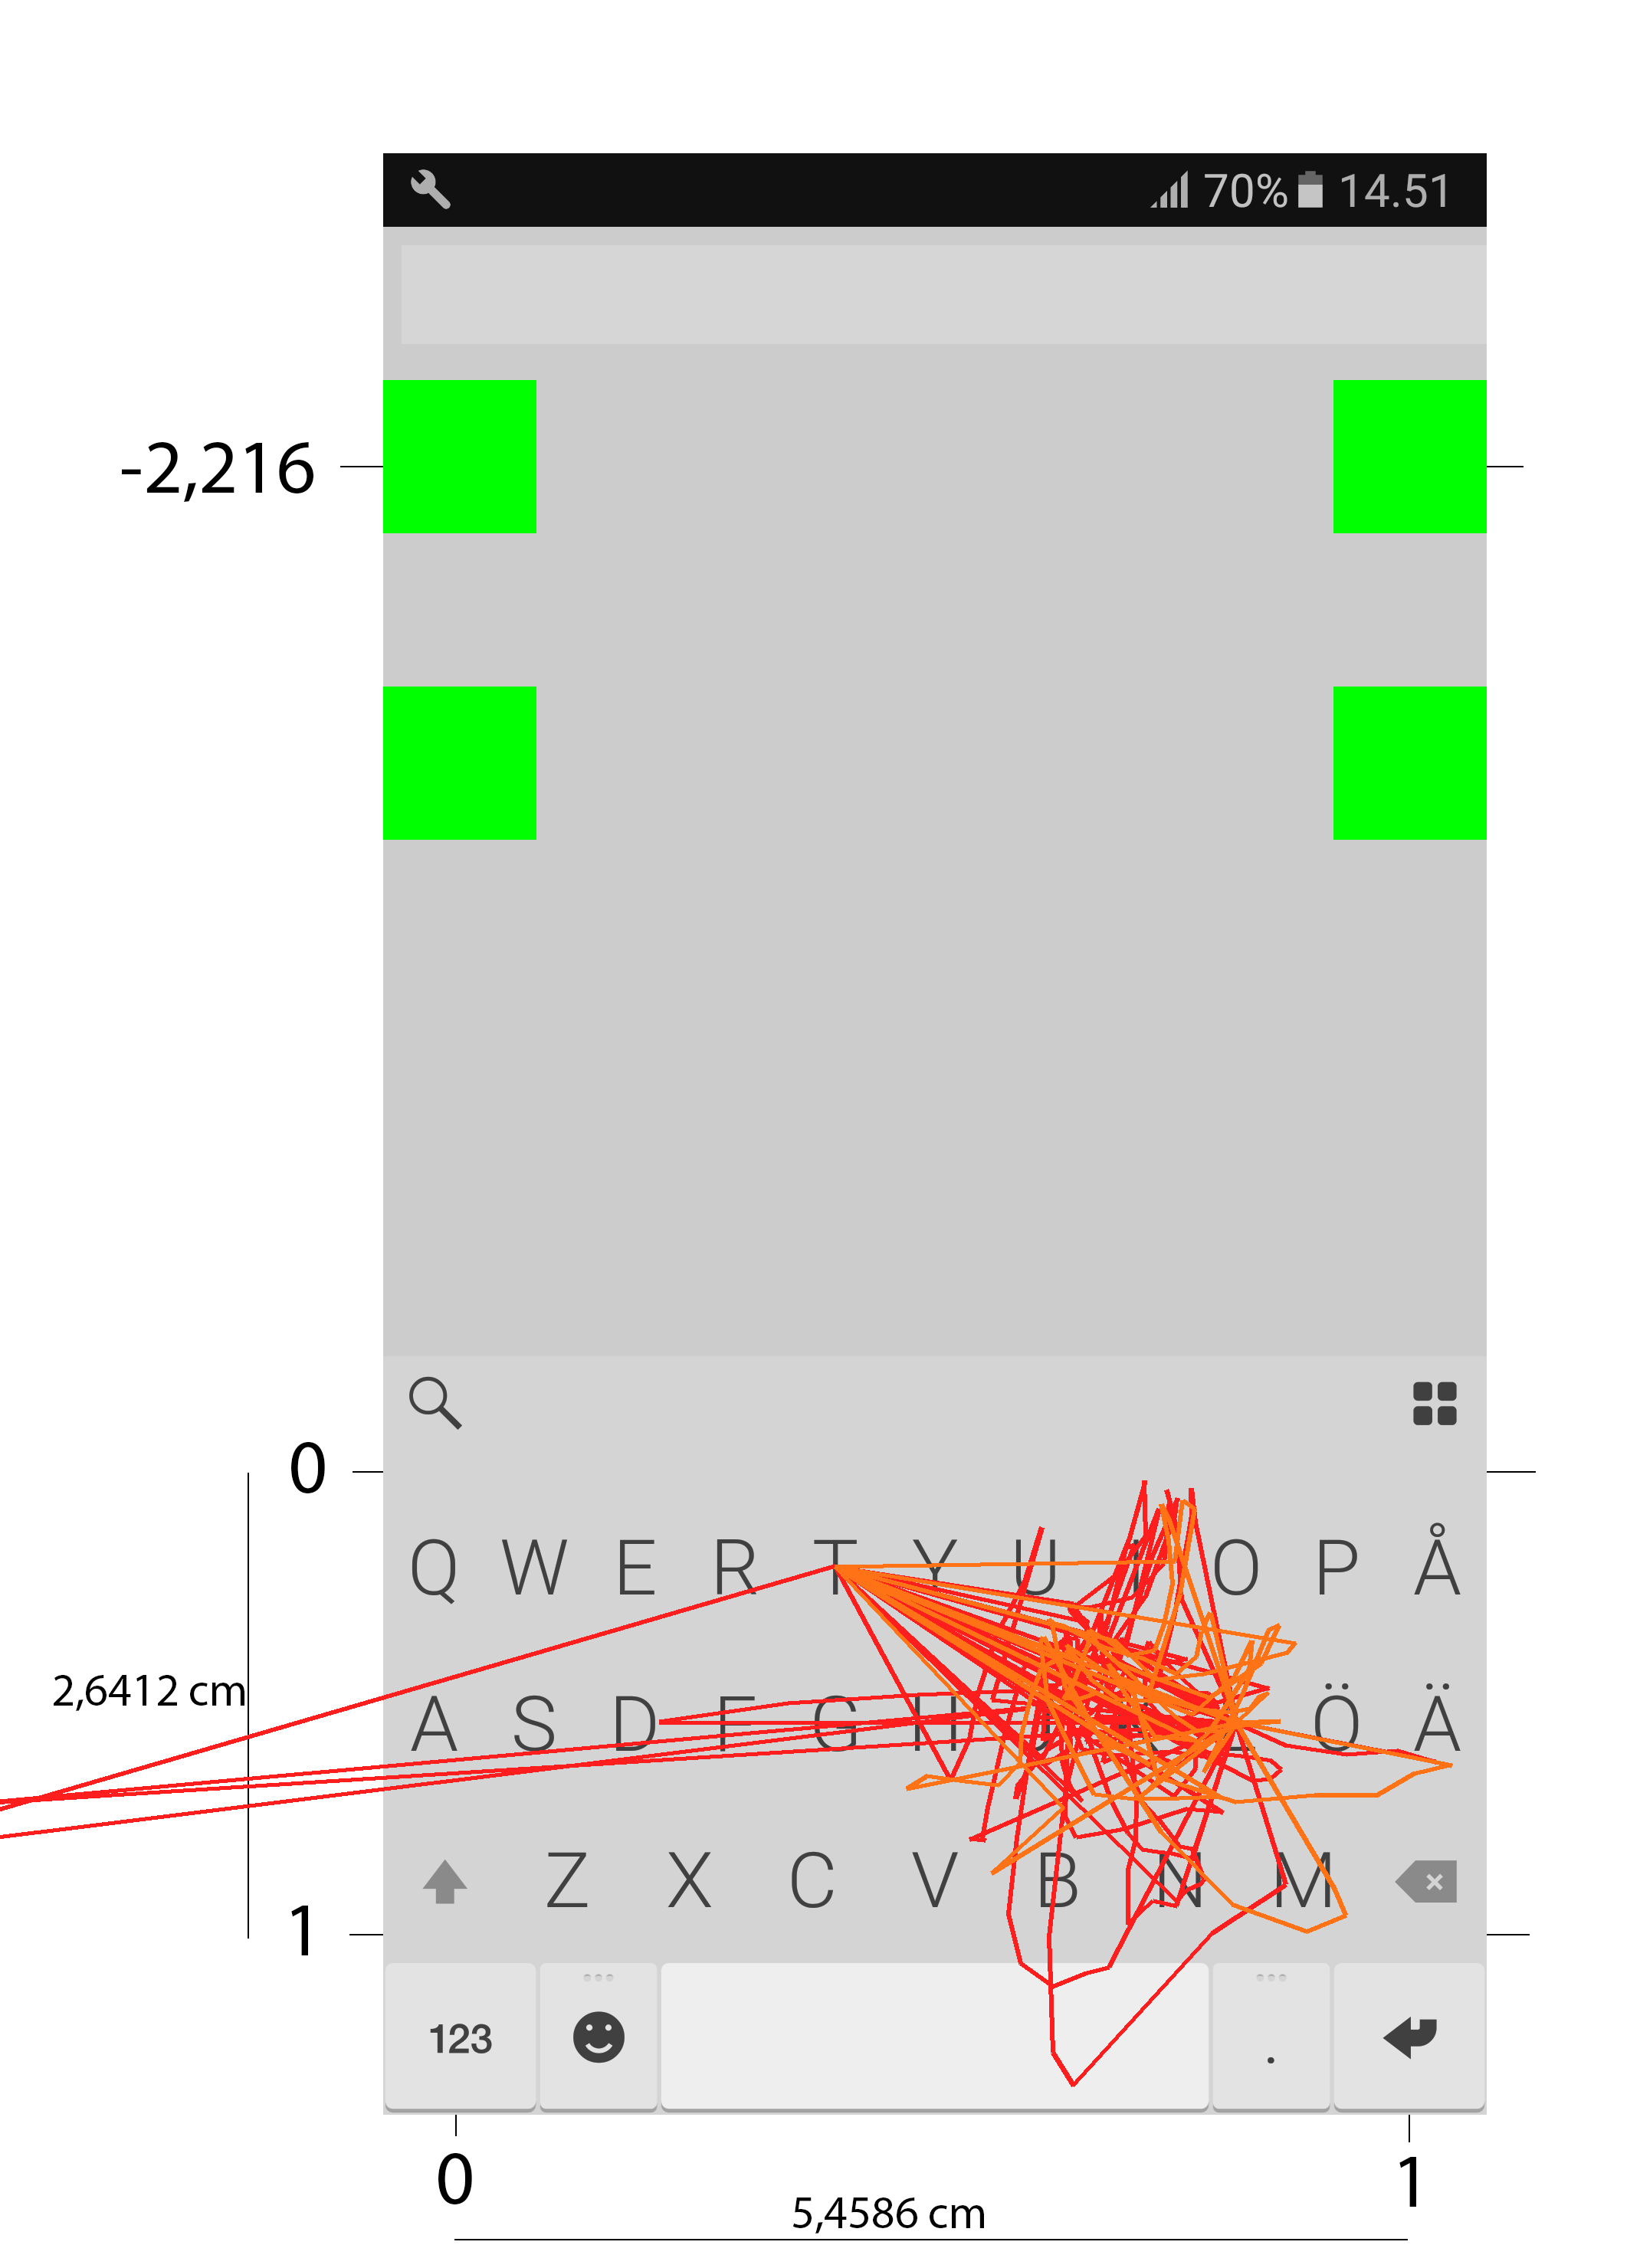 70% 14.51
-2,216
0
Q W E R T Y U I O P Å
2,6412 cm
A S D F G H J K L Ö Ä
Z X C V B N M
1
123 .
0 1
5,4586 cm